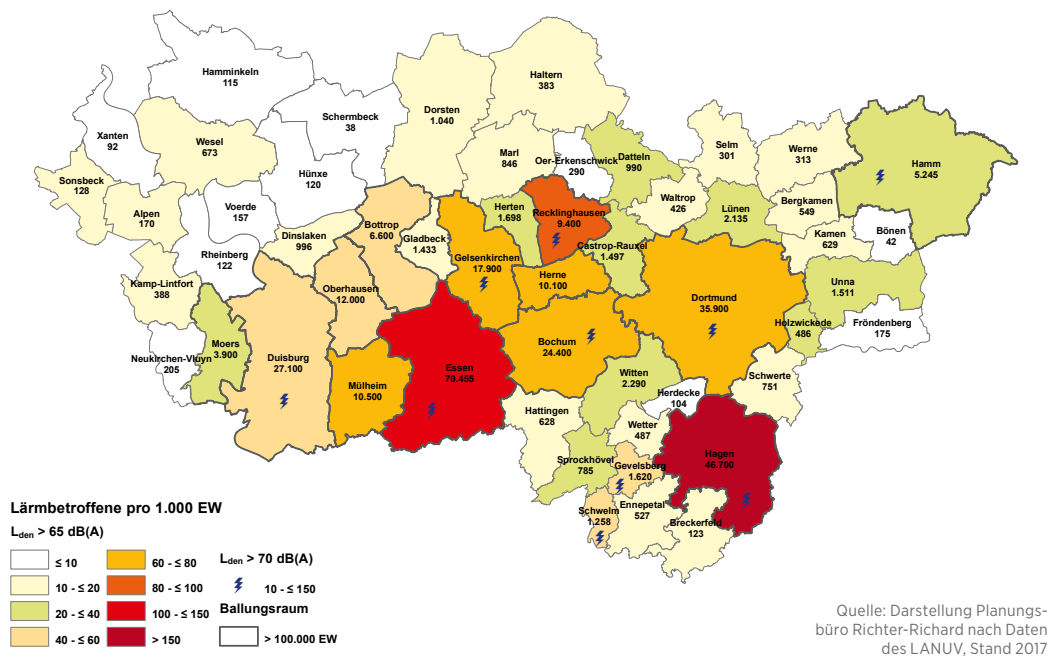 Hamminkeln
115
Haltern
383
Dorsten
1.040
Schermbeck
38
Xanten
92
Wesel
673
Marl
846
Oer-Erkenschwick
290
Datteln
990
Selm
301
Werne
313
Hamm
5.245
Sonsbeck
128
Hünxe
120
Alpen
170
Voerde
157
Bottrop
6.600
Herten
1.698
Recklinghausen
9.400
Waltrop
426
Lünen
2.135
Bergkamen
549
Dinslaken
996
Gladbeck
1.433
Castrop-Rauxel
1.497
Kamen
629
Bönen
42
Rheinberg
122
Gelsenkirchen
17.900
Herne
10.100
Kamp-Lintfort
388
Oberhausen
12.000
Dortmund
35.900
Unna
1.511
Holzwickede
486
Fröndenberg
175
Moers
3.900
Neukirchen-Vluyn
205
Duisburg
27.100
Bochum
24.400
Essen
70.455
Mülheim
10.500
Witten
2.290
Schwerte
751
Herdecke
104
Hattingen
628
Wetter
487
Hagen
46.700
Sprockhövel
785
Gevelsberg
1.620
Schwelm
1.258
Ennepetal
527
Breckerfeld
123
Lärmbetroffene pro 1.000 EW
Lden > 65 dB(A)
≤ 10
10 - ≤ 20
20 - ≤ 40
40 - ≤ 60
60 - ≤ 80
80 - ≤ 100
100 - ≤ 150
> 150
Lden > 70 dB(A)
10 - ≤ 150
Ballungsraum
> 100.000 EW
Quelle: Darstellung Planungs-
büro Richter-Richard nach Daten
des LANUV, Stand 2017